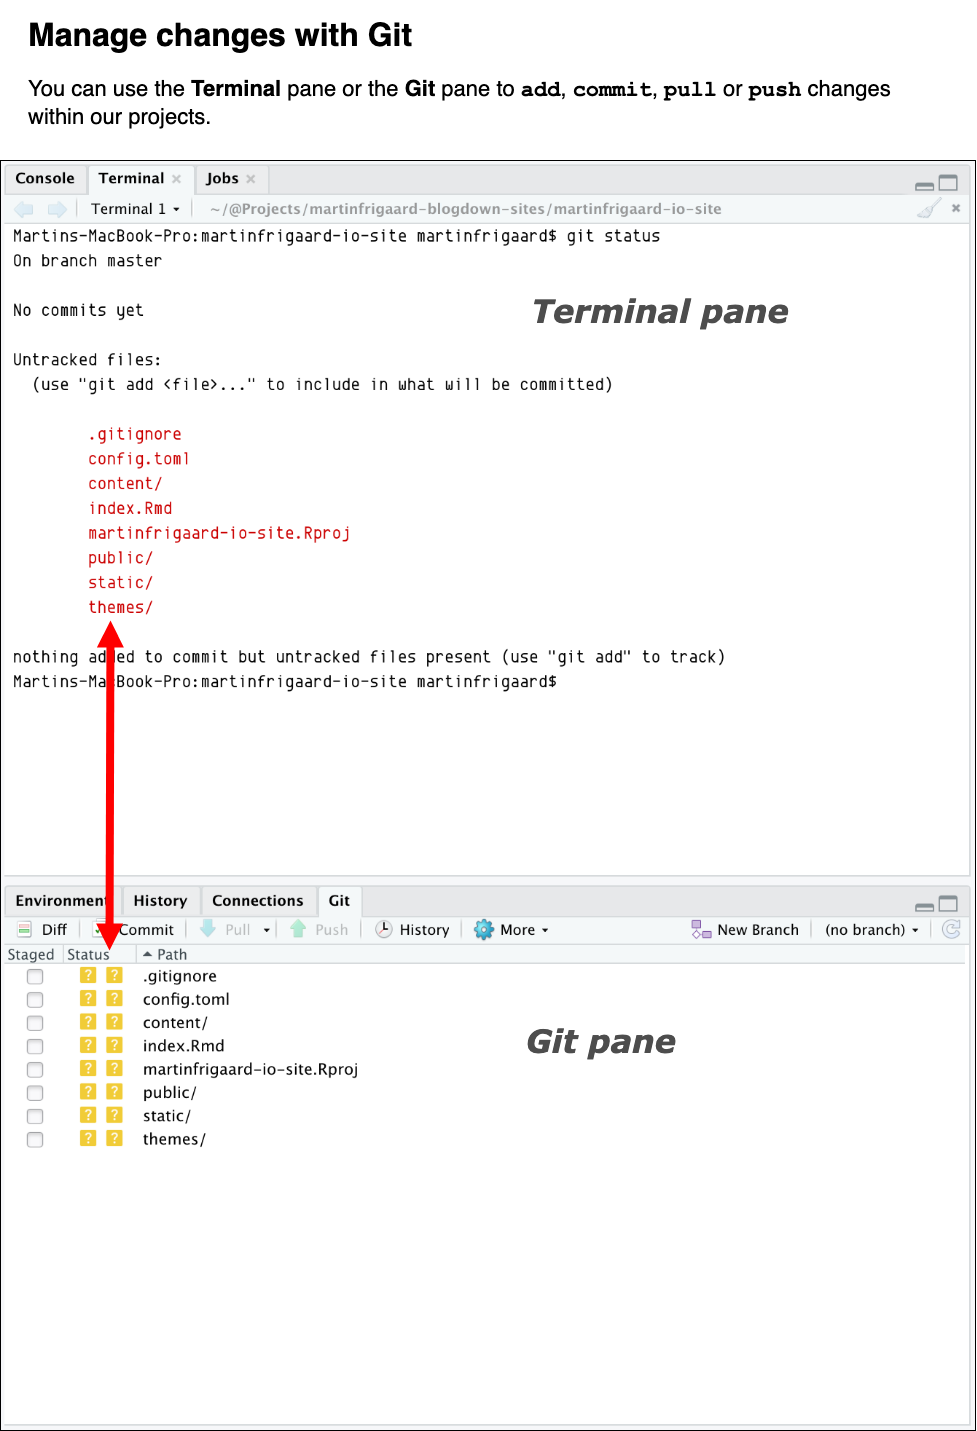 Manage changes with Git
You can use the Terminal pane or the Git pane to add, commit, pull or push changes
within our projects.
Console Terminal Jobs
Terminal 1 ~/@Projects/martinfrigaard-blogdown-sites/martinfrigaard-io-site
Martins-MacBook-Pro:martinfrigaard-io-site martinfrigaard$ git status
On branch master
No commits yet
Terminal pane
Untracked files:
(use "git add <file>..." to include in what will be committed)
.gitignore
config.toml
content/
index.Rmd
martinfrigaard-io-site.Rproj
public/
static/
themes/
nothing added to commit but untracked files present (use "git add" to track)
Martins-MacBook-Pro:martinfrigaard-io-site martinfrigaard$
Environment History Connections Git
Diff Commit Pull Push History More New Branch (no branch)
Staged Status Path
? ? .gitignore
? ? config.toml
? ? content/
? ? index.Rmd
Git pane
? ? martinfrigaard-io-site.Rproj
? ? public/
? ? static/
? ? themes/